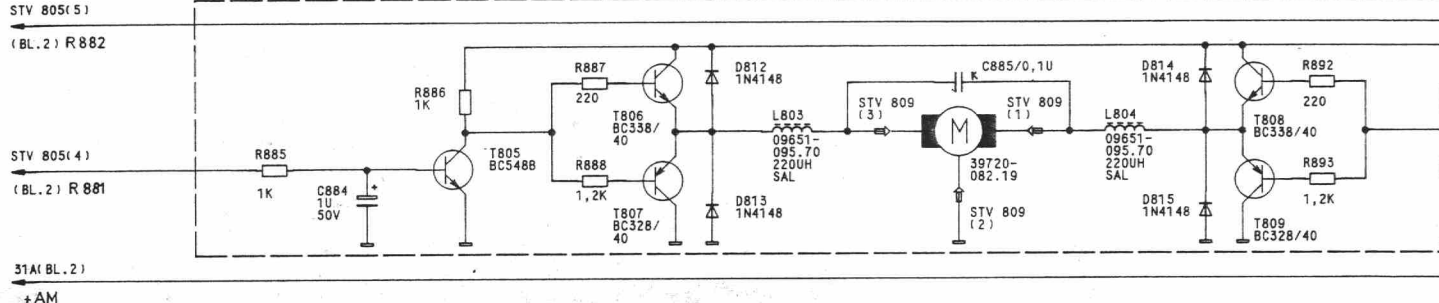 STV 805(5)
(BL.2) R882
R886
1K
R887
220
D812
1N4148
T806
BC338/
40
L803
09651-
095.70
220UH
SAL
C885/0,1U
K
STV 809
(3)
M
STV 809
(1)
39720-
082.19
STV 809
(2)
L804
09651-
095.70
220UH
SAL
D814
1N4148
R892
220
T808
BC338/40
STV 805(4)
(BL.2) R881
R885
1K
C884
1U
50V
+
T805
BC548B
R888
1,2K
T807
BC328/
40
D813
1N4148
D815
1N4148
R893
1,2K
T809
BC328/40
31A(BL.2)
+AM